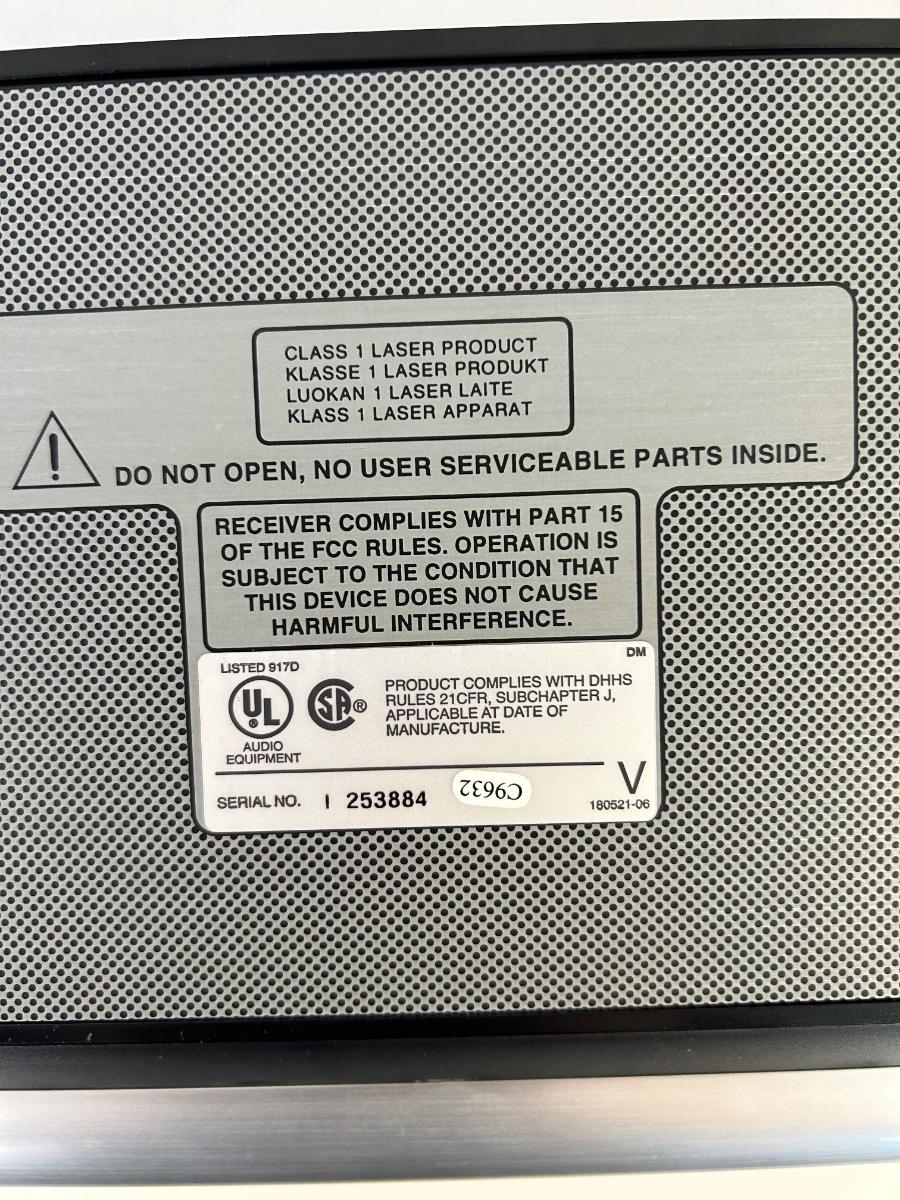 CLASS 1 LASER PRODUCT
KLASSE 1 LASER PRODUKT
LUOKAN 1 LASER LAITE
KLASS 1 LASER APPARAT
! DO NOT OPEN, NO USER SERVICEABLE PARTS INSIDE.
RECEIVER COMPLIES WITH PART 15
OF THE FCC RULES. OPERATION IS
SUBJECT TO THE CONDITION THAT
THIS DEVICE DOES NOT CAUSE
HARMFUL INTERFERENCE.
DM
LISTED 917D
UL ®
SA ®
AUDIO
EQUIPMENT
PRODUCT COMPLIES WITH DHHS
RULES 21CFR, SUBCHAPTER J,
APPLICABLE AT DATE OF
MANUFACTURE.
SERIAL NO. I 253884
C9632
V
180521-06